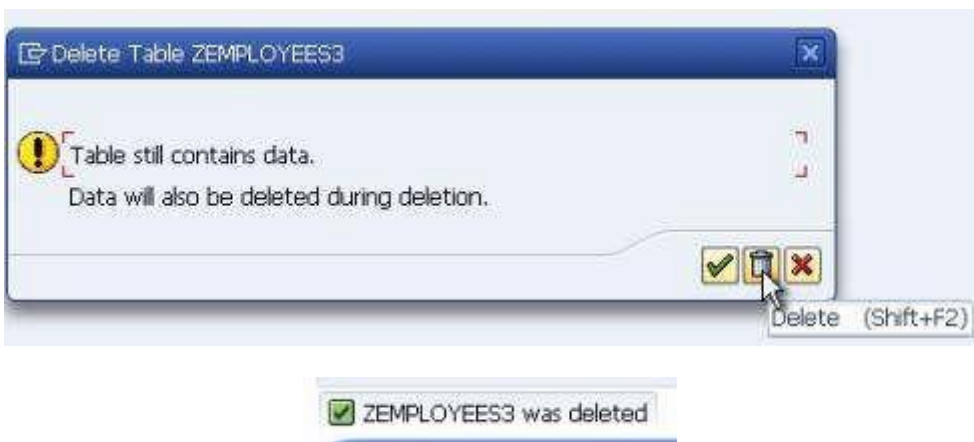 Delete Table ZEMPLOYEES3
Table still contains data.
Data will also be deleted during deletion.
Delete (Shift+F2)
ZEMPLOYEES3 was deleted